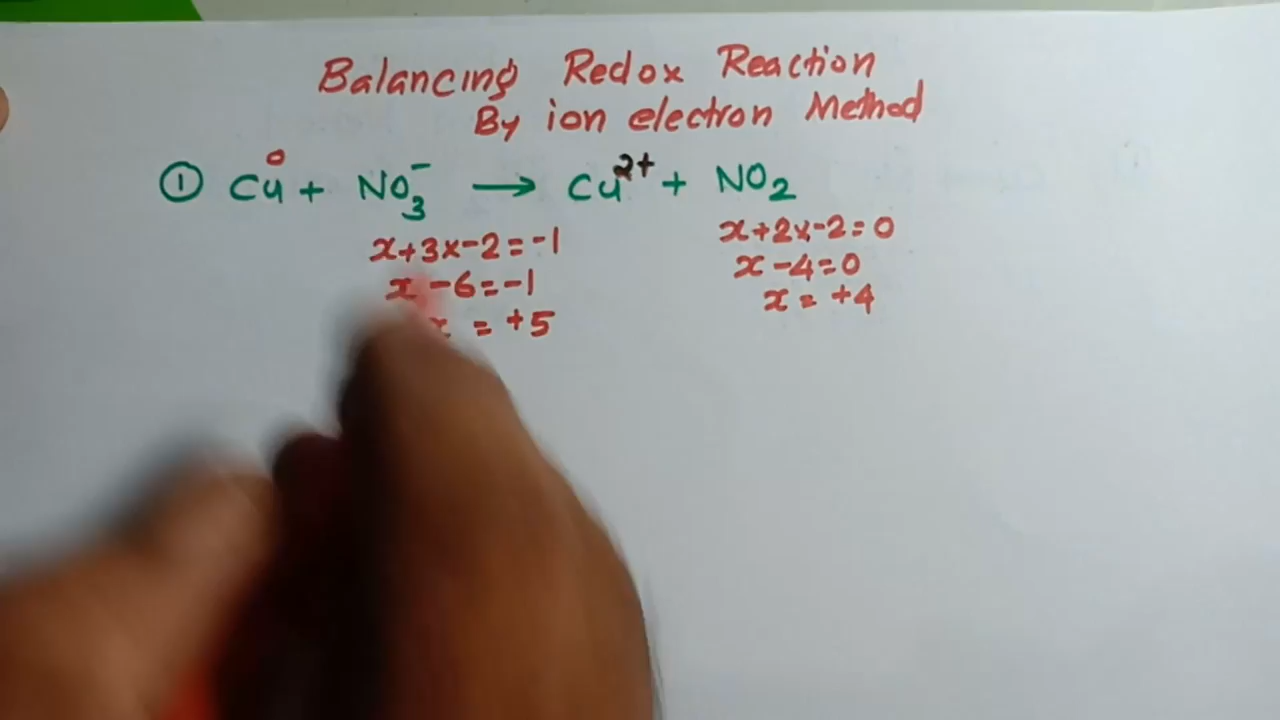 Balancing Redox Reaction
By ion electron Method
① Cu⁰ + NO₃⁻ → Cu²⁺ + NO₂
x+3x-2=-1 x+2x-2=0
x-6=-1 x-4=0
x = +5 x = +4